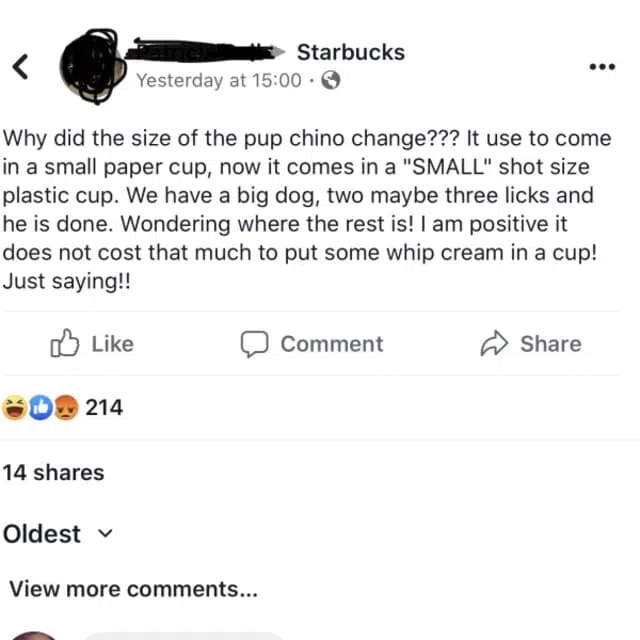 Starbucks
Yesterday at 15:00 ·
Why did the size of the pup chino change??? It use to come
in a small paper cup, now it comes in a "SMALL" shot size
plastic cup. We have a big dog, two maybe three licks and
he is done. Wondering where the rest is! I am positive it
does not cost that much to put some whip cream in a cup!
Just saying!!
Like Comment Share
214
14 shares
Oldest
View more comments...